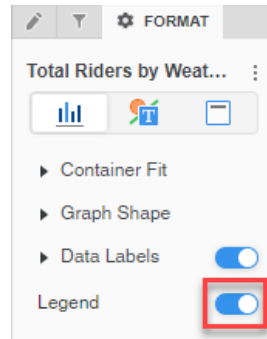 FORMAT
Total Riders by Weat...
Container Fit
Graph Shape
Data Labels
Legend